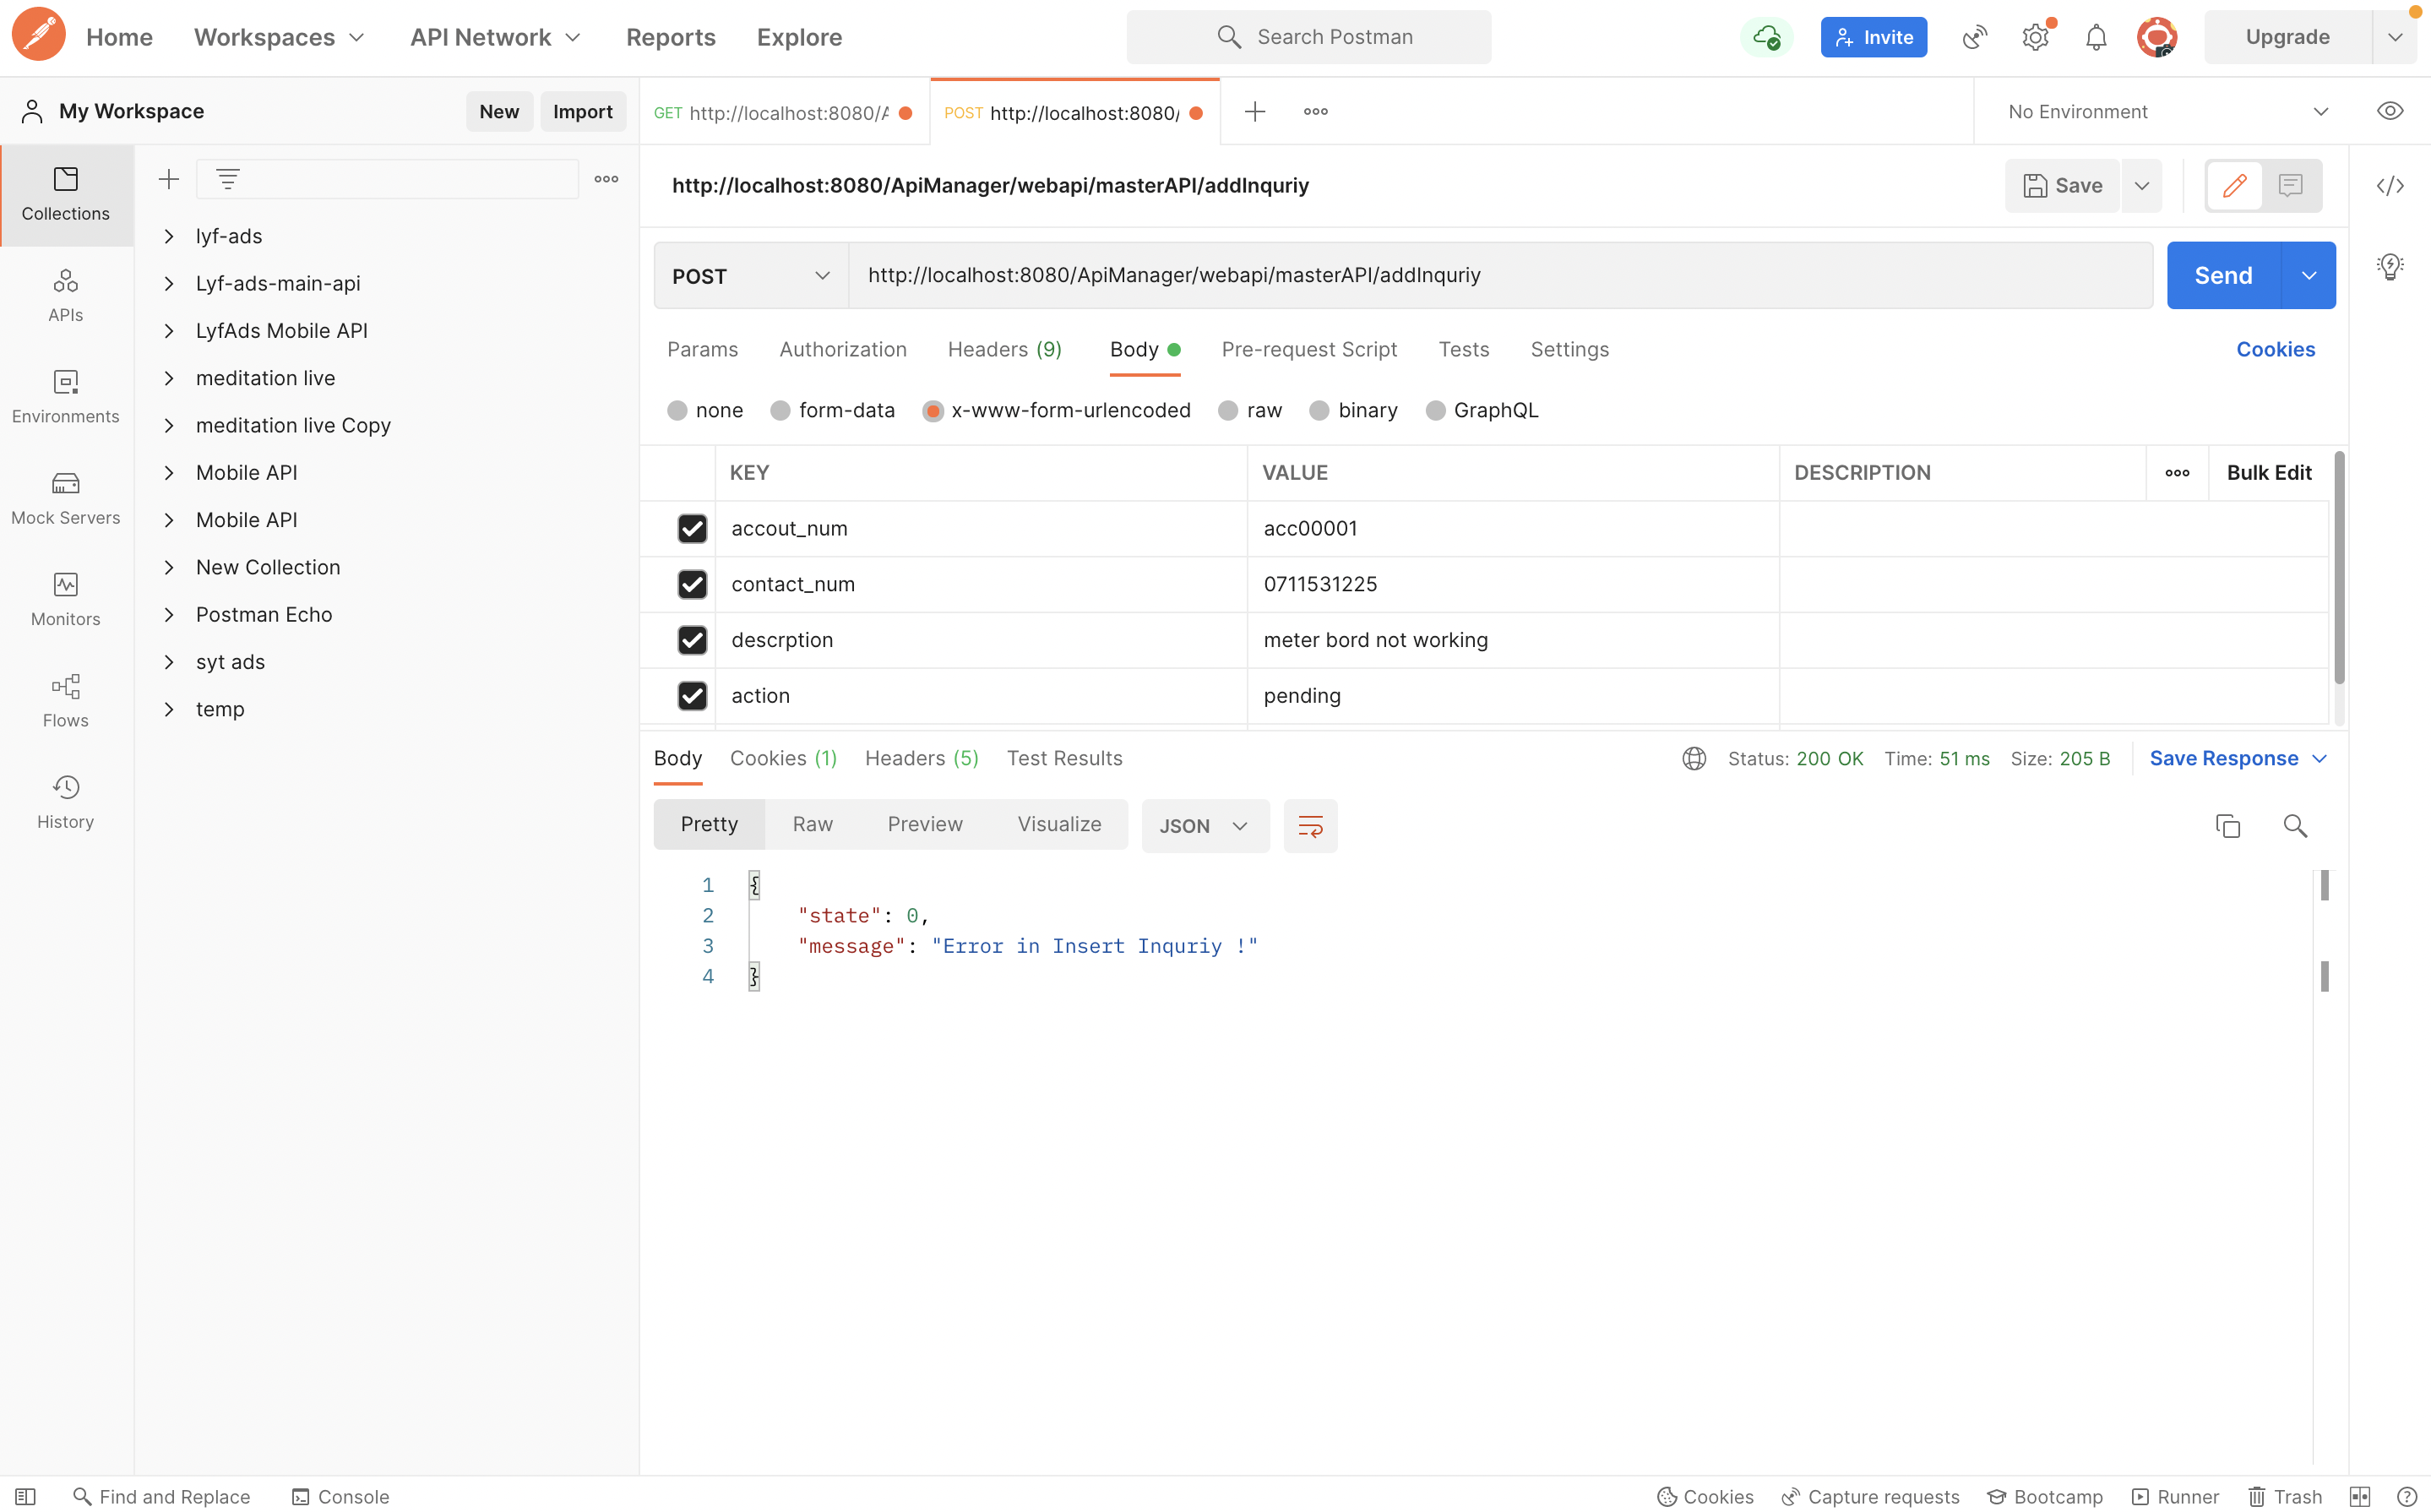 Home Workspaces API Network Reports Explore Search Postman Invite Upgrade
My Workspace New Import GET http://localhost:8080/A POST http://localhost:8080/ No Environment
Collections
APIs
Environments
Mock Servers
Monitors
Flows
History
lyf-ads
Lyf-ads-main-api
LyfAds Mobile API
meditation live
meditation live Copy
Mobile API
Mobile API
New Collection
Postman Echo
syt ads
temp
http://localhost:8080/ApiManager/webapi/masterAPI/addInquriy Save
POST http://localhost:8080/ApiManager/webapi/masterAPI/addInquriy Send
Params Authorization Headers (9) Body Pre-request Script Tests Settings Cookies
none form-data x-www-form-urlencoded raw binary GraphQL
KEY VALUE DESCRIPTION Bulk Edit
accout_num acc00001
contact_num 0711531225
descrption meter bord not working
action pending
Body Cookies (1) Headers (5) Test Results Status: 200 OK Time: 51 ms Size: 205 B Save Response
Pretty Raw Preview Visualize JSON
1 {
2 "state": 0,
3 "message": "Error in Insert Inquriy !"
4 }
Find and Replace Console Cookies Capture requests Bootcamp Runner Trash